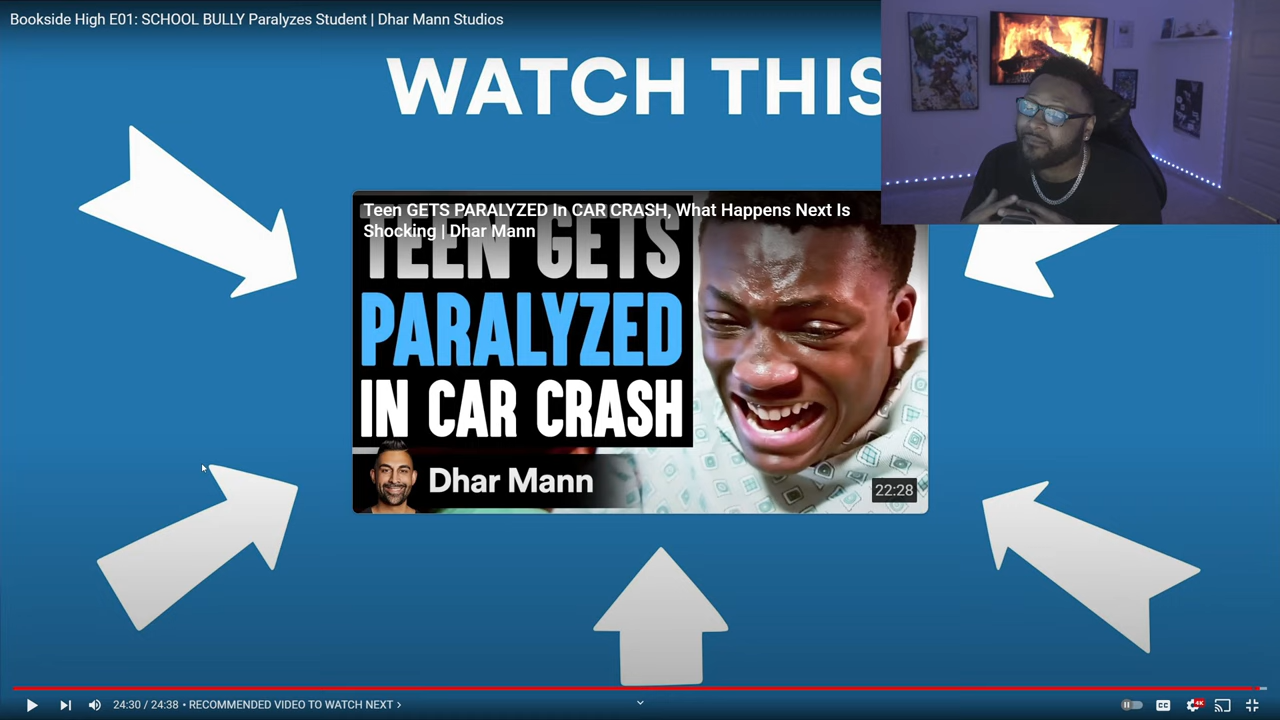 Bookside High E01: SCHOOL BULLY Paralyzes Student | Dhar Mann Studios
WATCH THIS
Teen GETS PARALYZED In CAR CRASH, What Happens Next Is
Shocking | Dhar Mann
TEEN GETS
PARALYZED
IN CAR CRASH
Dhar Mann
22:28
24:30 / 24:38 • RECOMMENDED VIDEO TO WATCH NEXT ›
CC
4K